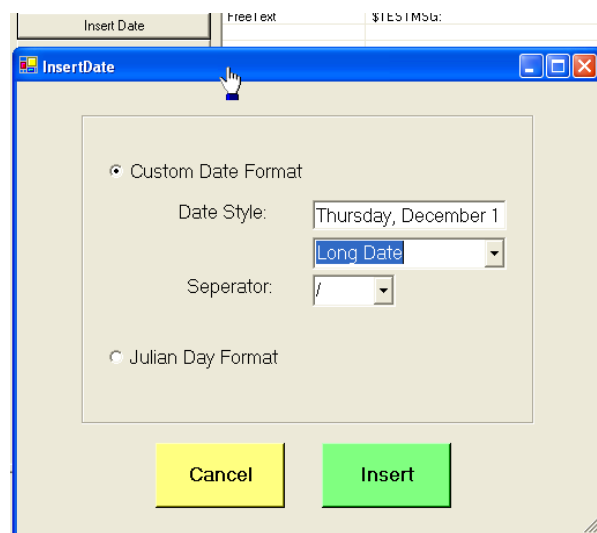 Insert Date
FreeText $TESTMSG:
InsertDate
Custom Date Format
Date Style: Thursday, December 1
Long Date
Seperator: /
Julian Day Format
Cancel Insert